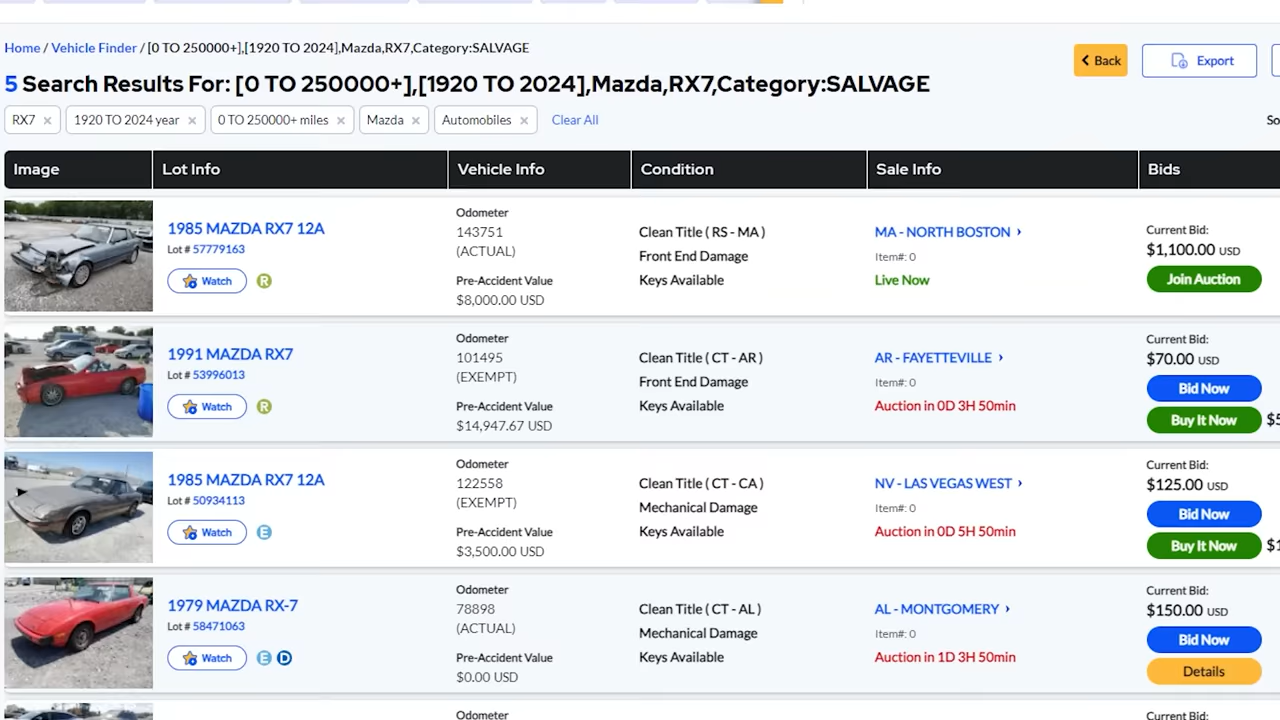 Home / Vehicle Finder / [0 TO 250000+],[1920 TO 2024],Mazda,RX7,Category:SALVAGE
Back
Export
5 Search Results For: [0 TO 250000+],[1920 TO 2024],Mazda,RX7,Category:SALVAGE
RX7 × 1920 TO 2024 year × 0 TO 250000+ miles × Mazda × Automobiles × Clear All
Image Lot Info Vehicle Info Condition Sale Info Bids
1985 MAZDA RX7 12A
Lot # 57779163
Watch R
Odometer
143751
(ACTUAL)
Pre-Accident Value
$8,000.00 USD
Clean Title ( RS - MA )
Front End Damage
Keys Available
MA - NORTH BOSTON ›
Item#: 0
Live Now
Current Bid:
$1,100.00 USD
Join Auction
1991 MAZDA RX7
Lot # 53996013
Watch R
Odometer
101495
(EXEMPT)
Pre-Accident Value
$14,947.67 USD
Clean Title ( CT - AR )
Front End Damage
Keys Available
AR - FAYETTEVILLE ›
Item#: 0
Auction in 0D 3H 50min
Current Bid:
$70.00 USD
Bid Now
Buy It Now
1985 MAZDA RX7 12A
Lot # 50934113
Watch E
Odometer
122558
(EXEMPT)
Pre-Accident Value
$3,500.00 USD
Clean Title ( CT - CA )
Mechanical Damage
Keys Available
NV - LAS VEGAS WEST ›
Item#: 0
Auction in 0D 5H 50min
Current Bid:
$125.00 USD
Bid Now
Buy It Now
1979 MAZDA RX-7
Lot # 58471063
Watch E D
Odometer
78898
(ACTUAL)
Pre-Accident Value
$0.00 USD
Clean Title ( CT - AL )
Mechanical Damage
Keys Available
AL - MONTGOMERY ›
Item#: 0
Auction in 1D 3H 50min
Current Bid:
$150.00 USD
Bid Now
Details
Odometer
Current Bid: